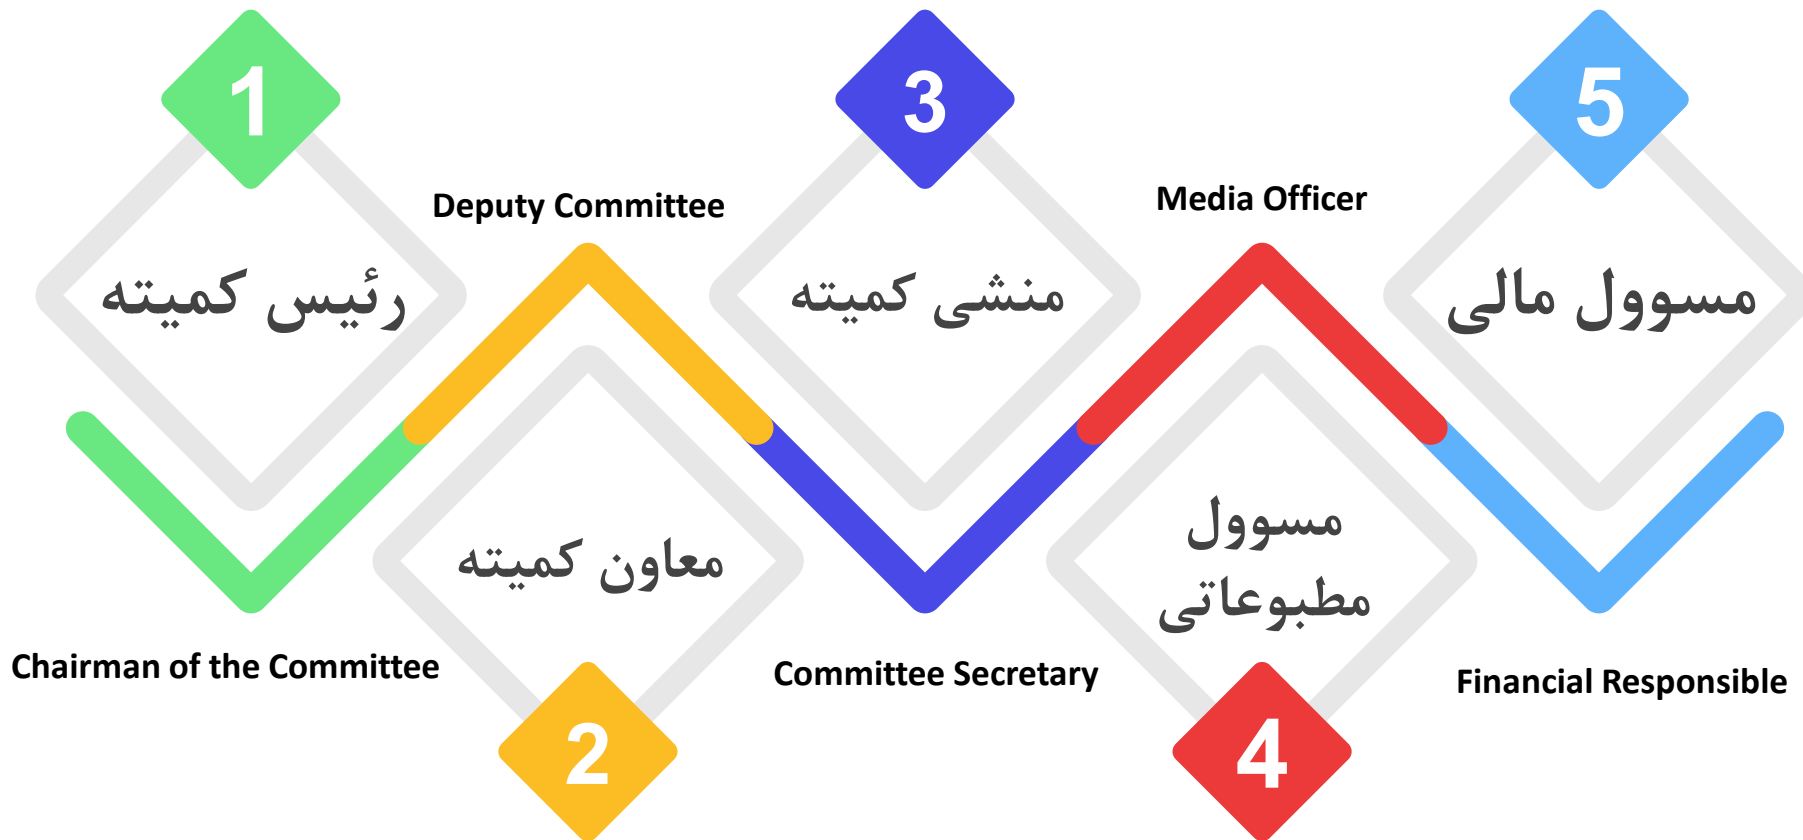 1
رئیس کمیته
Chairman of the Committee
Deputy Committee
معاون کمیته
2
3
منشی کمیته
Committee Secretary
Media Officer
مسوول
مطبوعاتی
4
5
مسوول مالی
Financial Responsible